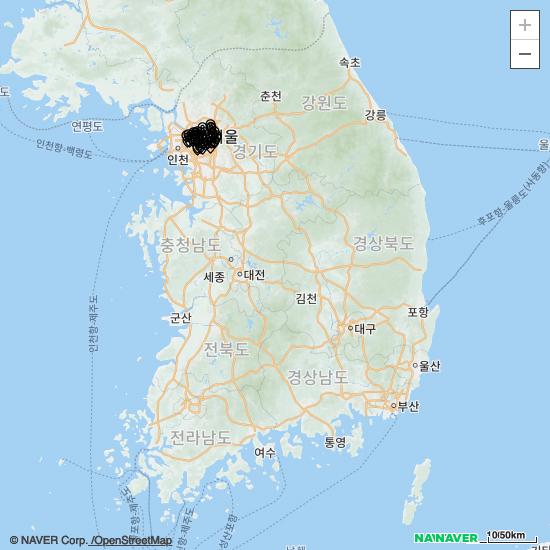 +
−
속초
춘천
강원도
강릉
연평도
인천항-백령도
울
인천
경기도
후포항-울릉도(사동항)
충청남도
경상북도
세종
대전
김천
인천항-제주도
군산
포항
대구
전북도
경상남도
울산
부산
전라남도
여수
통영
© NAVER Corp. /OpenStreetMap
NAVER
10/50km